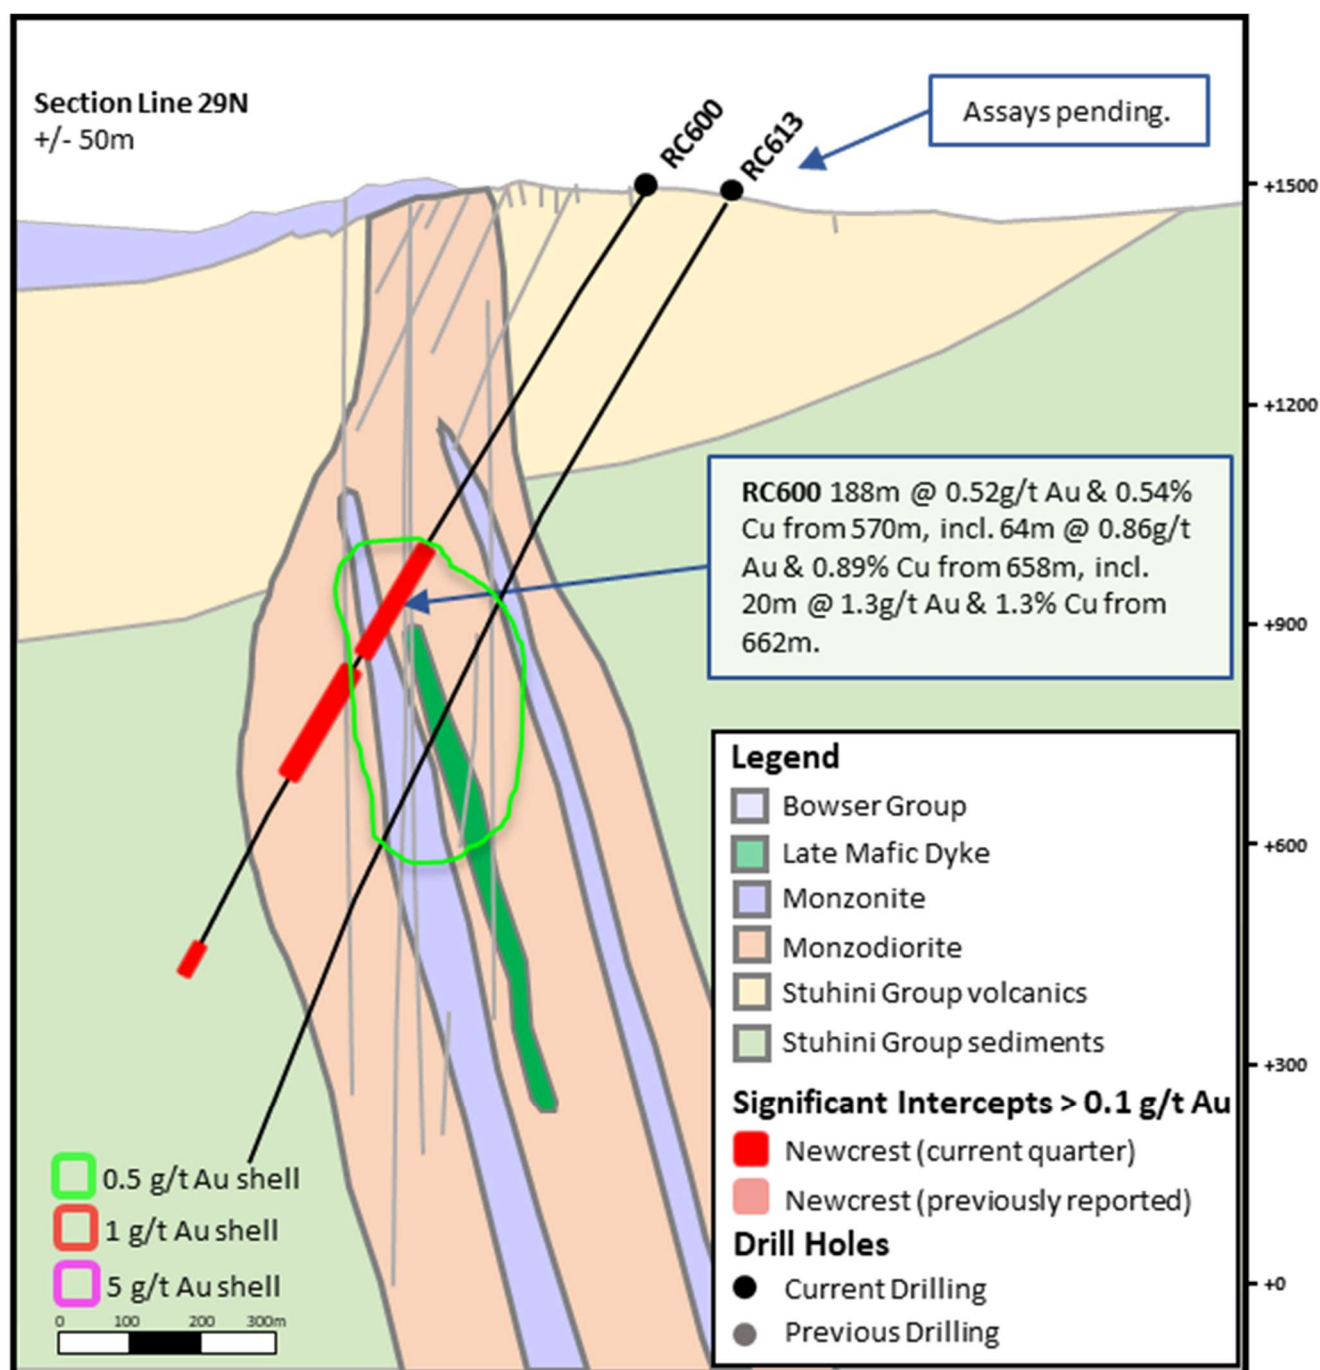 Section Line 29N
+/- 50m
RC600
RC613
Assays pending.
+1500
+1200
RC600 188m @ 0.52g/t Au & 0.54%
Cu from 570m, incl. 64m @ 0.86g/t
Au & 0.89% Cu from 658m, incl.
20m @ 1.3g/t Au & 1.3% Cu from
662m.
+900
+600
+300
+0
Legend
Bowser Group
Late Mafic Dyke
Monzonite
Monzodiorite
Stuhini Group volcanics
Stuhini Group sediments
Significant Intercepts > 0.1 g/t Au
Newcrest (current quarter)
Newcrest (previously reported)
Drill Holes
Current Drilling
Previous Drilling
0.5 g/t Au shell
1 g/t Au shell
5 g/t Au shell
0 100 200 300m